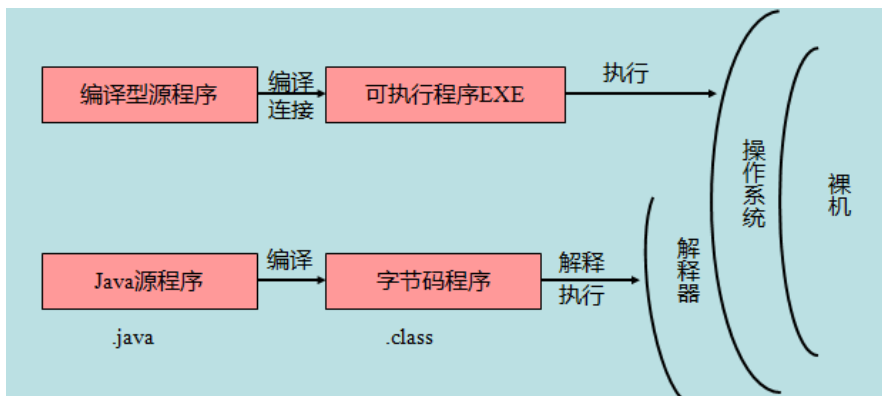 编译型源程序
编译
连接
可执行程序EXE
执行
操作系统
裸机
Java源程序
编译
字节码程序
解释
执行
解释器
.java
.class